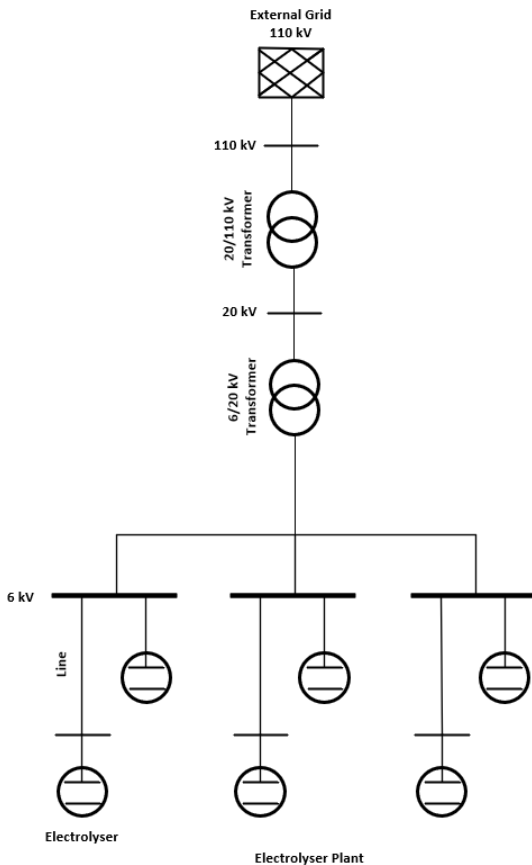 External Grid
110 kV
110 kV
20/110 kV
Transformer
20 kV
6/20 kV
Transformer
6 kV
Line
Electrolyser
Electrolyser Plant